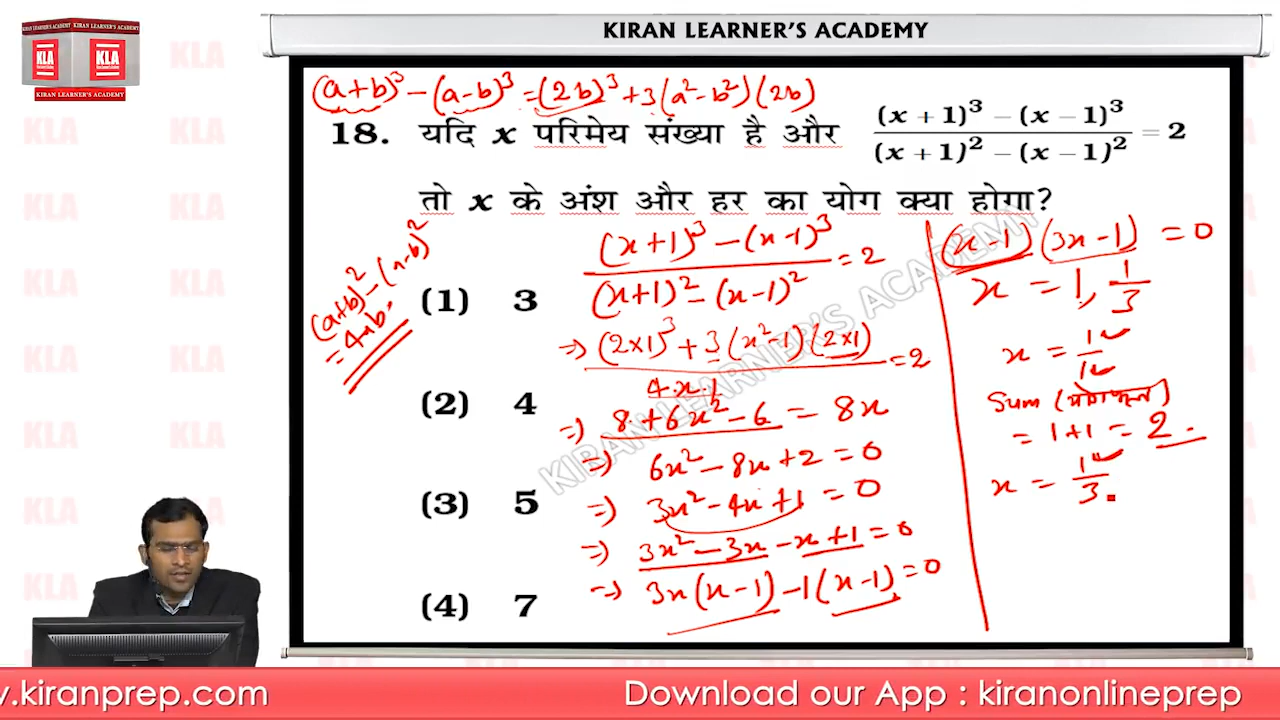 KIRAN LEARNER'S ACADEMY
KLA
KLA
KIRAN LEARNER'S ACADEMY
(a+b)³ - (a-b)³ = (2b)³ + 3(a² - b²)(2b)
18. यदि x परिमेय संख्या है और (x + 1)³ – (x – 1)³ / (x + 1)² – (x – 1)² = 2
तो x के अंश और हर का योग क्या होगा?
(a+b)² - (a-b)²
= 4ab
(1) 3
(2) 4
(3) 5
(4) 7
(x+1)³ - (x-1)³ / (x+1)² - (x-1)² = 2
=> (2×1)³ + 3(x²-1)(2×1) / 4·x·1 = 2
=> 8 + 6x² - 6 = 8x
=> 6x² - 8x + 2 = 0
=> 3x² - 4x + 1 = 0
=> 3x² - 3x - x + 1 = 0
=> 3x(x-1) - 1(x-1) = 0
(x-1)(3x-1) = 0
x = 1, 1/3
x = 1/1
Sum (योगफल)
= 1+1 = 2.
x = 1/3
KIRAN LEARNER'S ACADEMY
w.kiranprep.com
Download our App : kiranonlineprep